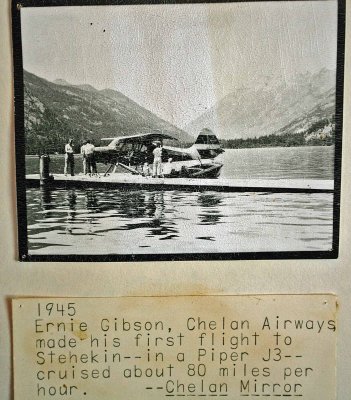 1945
Ernie Gibson, Chelan Airways
made his first flight to
Stehekin--in a Piper J3--
cruised about 80 miles per
hour.     --Chelan Mirror